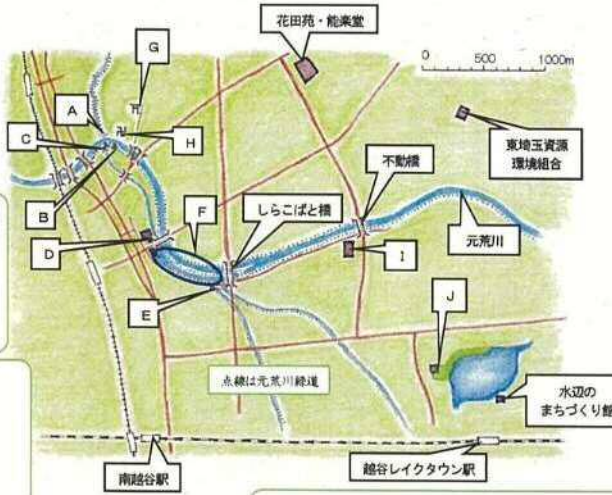 花田苑・能楽堂
0 500 1000m
G
A
H
C
東埼玉資源
環境組合
不動橋
B
しらこばと橋
F
D
I
元荒川
E
J
点線は元荒川緑道
水辺の
まちづくり館
南越谷駅
越谷レイクタウン駅